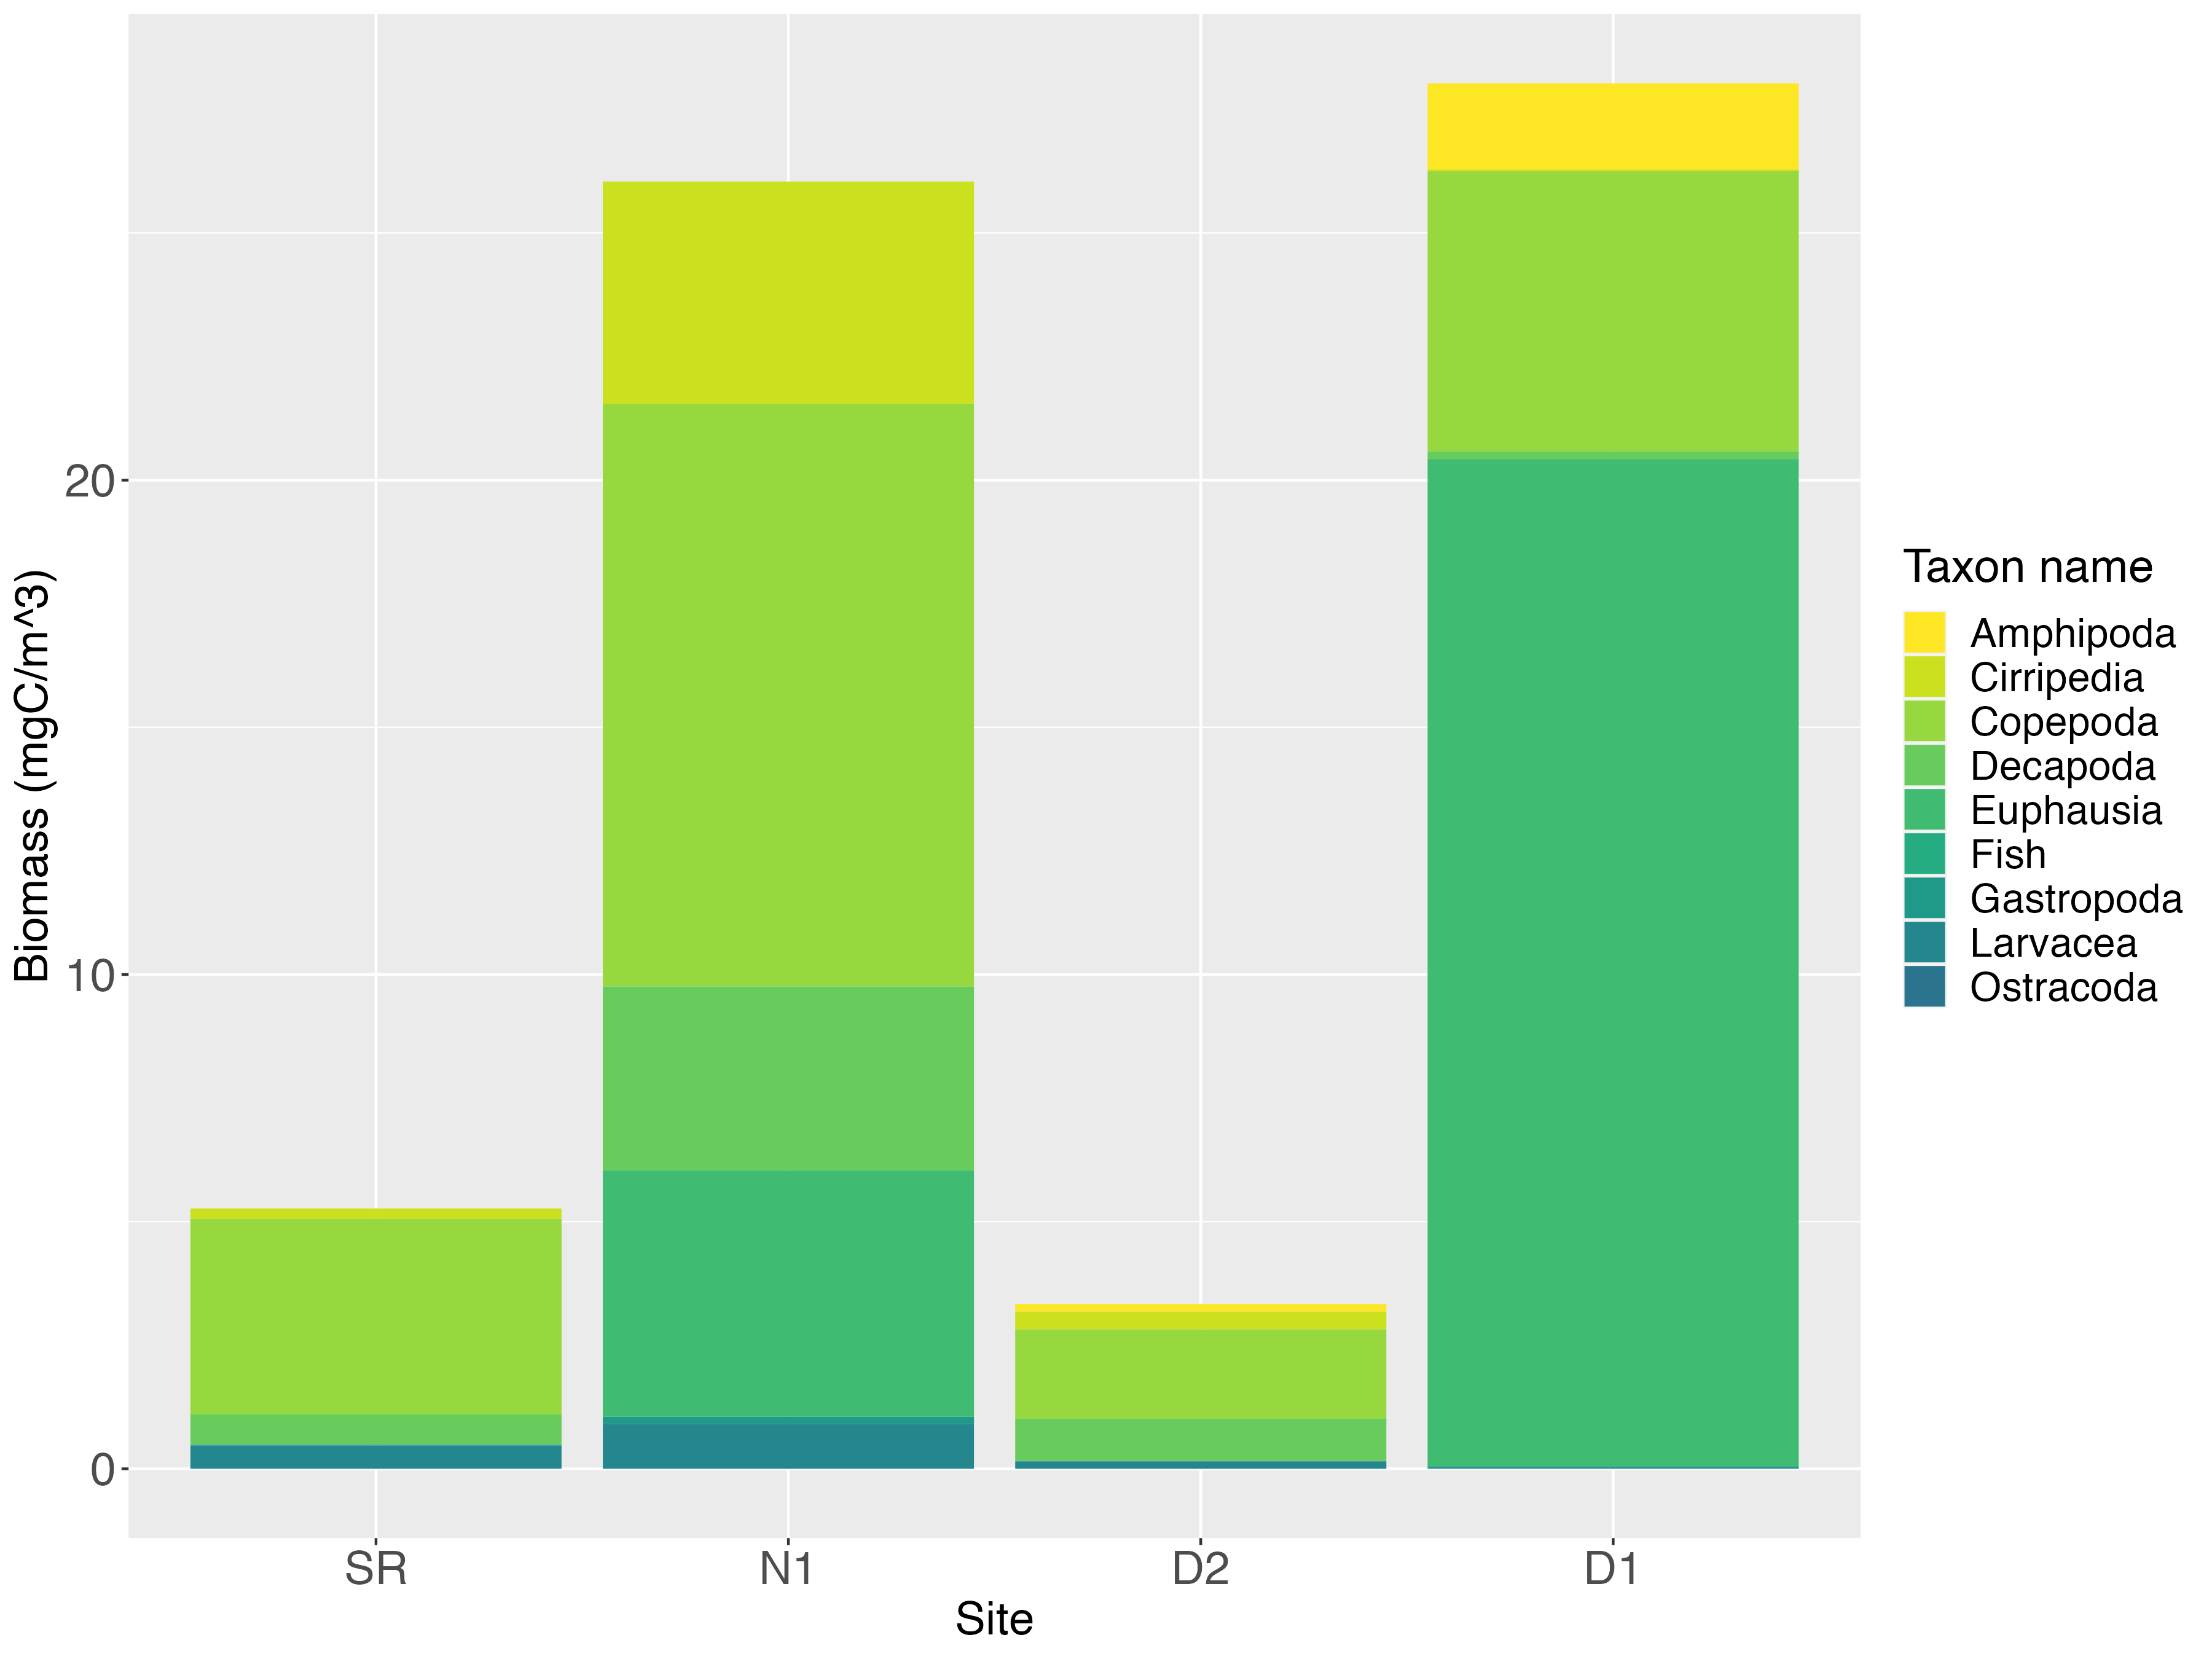 Biomass (mgC/m^3)
20
10
0
SR N1 D2 D1
Site
Taxon name
Amphipoda
Cirripedia
Copepoda
Decapoda
Euphausia
Fish
Gastropoda
Larvacea
Ostracoda